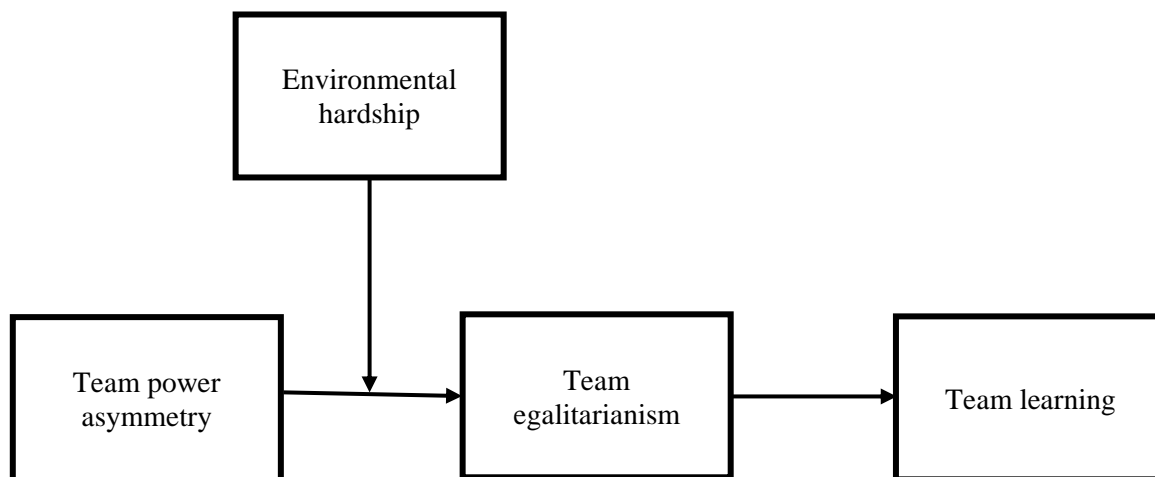 Environmental
hardship
Team power
asymmetry
Team
egalitarianism
Team learning